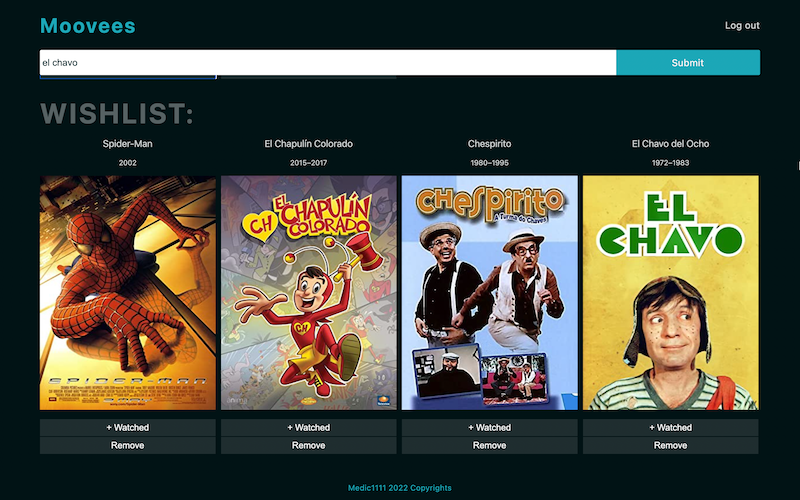 Moovees
Log out
el chavo
Submit
WISHLIST:
Spider-Man
El Chapulín Colorado
Chespirito
El Chavo del Ocho
2002
2015–2017
1980–1995
1972–1983
SPIDER-MAN
CH
EL
CHAPULÍN
COLORADO
CH
CHESPIRITO
A Turma do Chaves
EL
CHAVO
+ Watched
+ Watched
+ Watched
+ Watched
Remove
Remove
Remove
Remove
Medic1111 2022 Copyrights